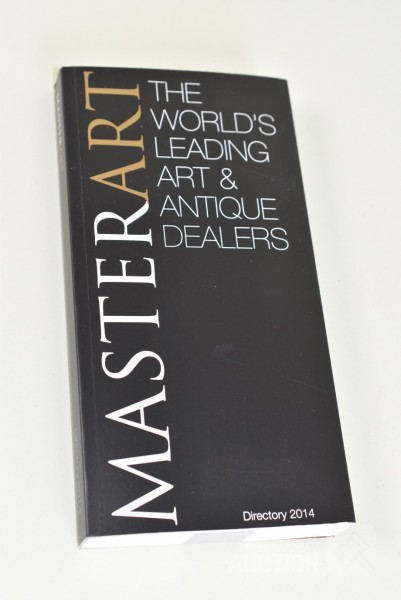 MASTERART
THE
WORLD'S
LEADING
ART &
ANTIQUE
DEALERS
Directory 2014